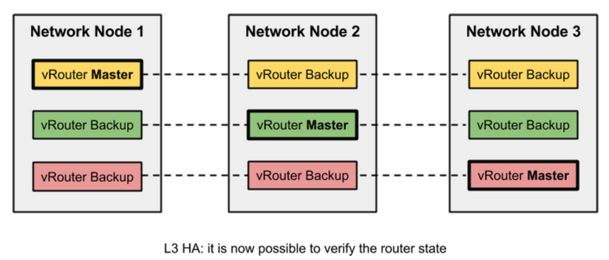 Network Node 1 Network Node 2 Network Node 3
vRouter Master vRouter Backup vRouter Backup
vRouter Backup vRouter Master vRouter Backup
vRouter Backup vRouter Backup vRouter Master
L3 HA: it is now possible to verify the router state